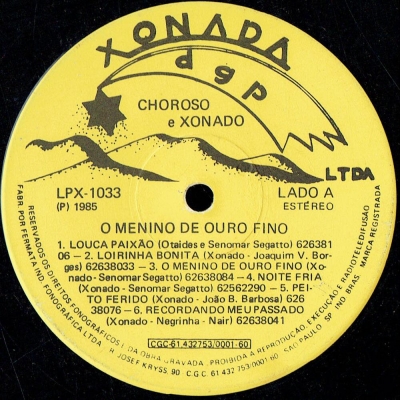 XONADA
dgp
CHOROSO
e XONADO
LTDA
LPX-1033
(P) 1985
LADO A
ESTÉREO
O MENINO DE OURO FINO
1. LOUCA PAIXÃO (Otaides e Senomar Segatto) 626381
06 – 2. LOIRINHA BONITA (Xonado - Joaquim V. Bor-
ges) 62638033 – 3. O MENINO DE OURO FINO (Xo-
nado - Senomar Segatto) 62638084 – 4. NOITE FRIA
(Xonado - Senomar Segatto) 62562290 – 5. PEI-
TO FERIDO (Xonado - João B. Barbosa) 626
38076 – 6. RECORDANDO MEU PASSADO
(Xonado - Negrinha - Nair) 62638041
CGC-61.432753/0001-60
RESERVADOS OS DIREITOS FONOGRÁFICOS E DA OBRA GRAVADA. PROIBIDA A REPRODUÇÃO, EXECUÇÃO E RADIOTELEDIFUSÃO
FABR. POR FERMATA IND. FONOGRÁFICA LTDA. R. JOSEF KRYSS, 90 - C.G.C. 61 432 753/0001-60 - SÃO PAULO - SP IND. BRAS. MARCA REGISTRADA